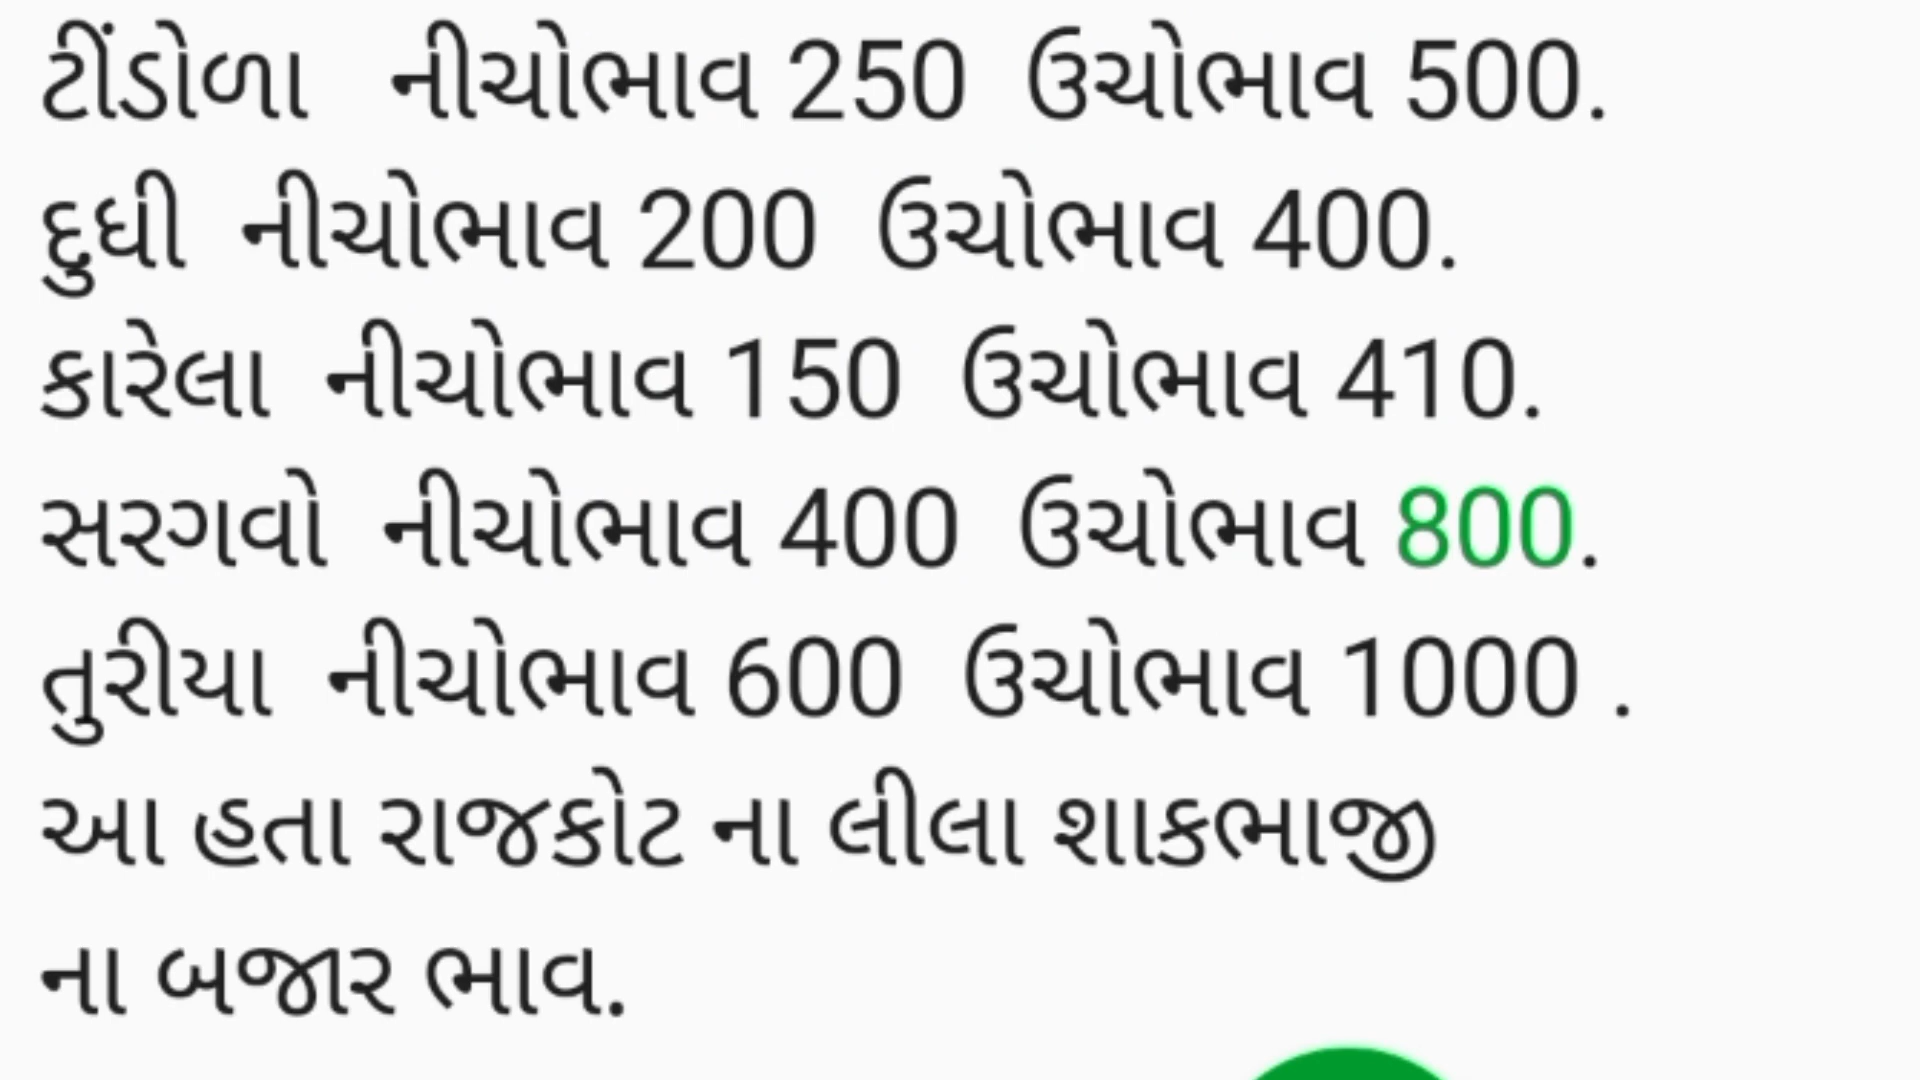 ટીંડોળા નીચોભાવ 250 ઉચોભાવ 500.
દુધી નીચોભાવ 200 ઉચોભાવ 400.
કારેલા નીચોભાવ 150 ઉચોભાવ 410.
સરગવો નીચોભાવ 400 ઉચોભાવ 800.
તુરીયા નીચોભાવ 600 ઉચોભાવ 1000 .
આ હતા રાજકોટ ના લીલા શાકભાજી
ના બજાર ભાવ.